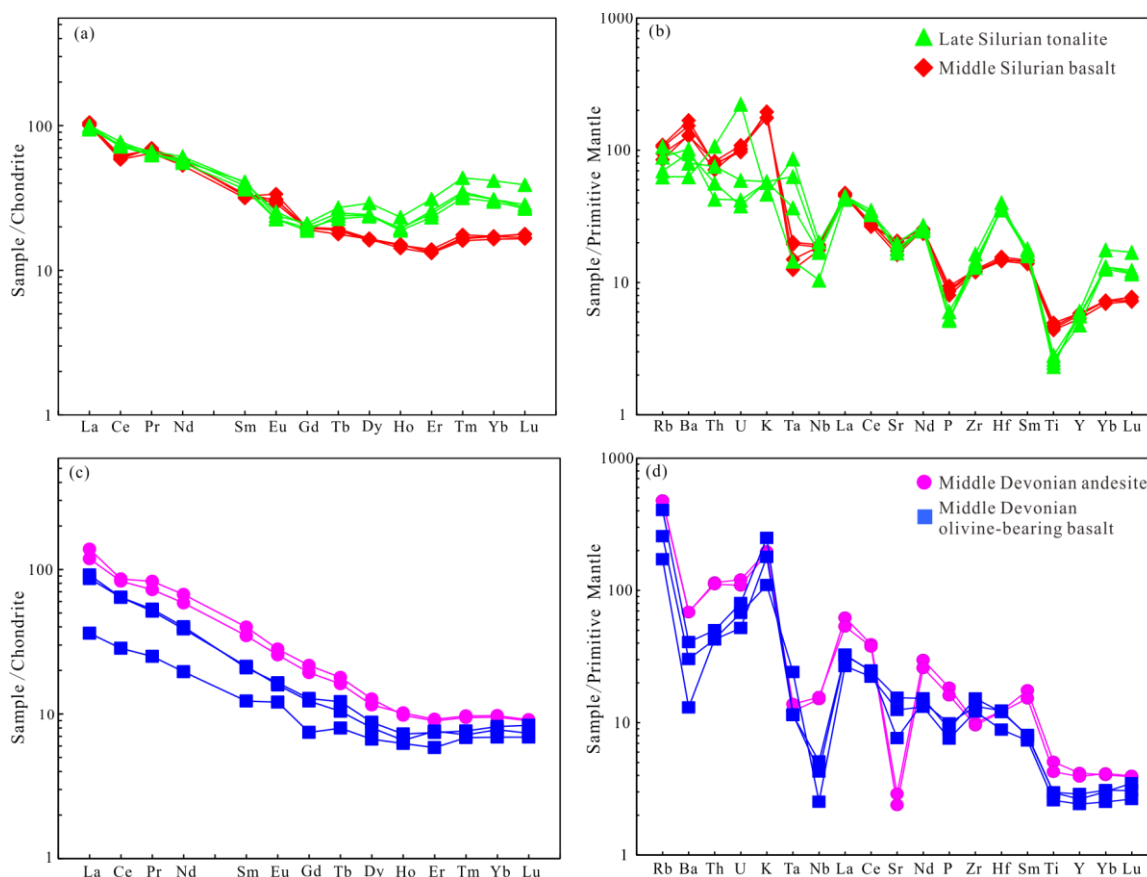 (a)
Sample/Chondrite
100
10
1
La Ce Pr Nd Sm Eu Gd Tb Dy Ho Er Tm Yb Lu
(b)
Late Silurian tonalite
Middle Silurian basalt
Sample/Primitive Mantle
1000
100
10
1
Rb Ba Th U K Ta Nb La Ce Sr Nd P Zr Hf Sm Ti Y Yb Lu
(c)
Sample/Chondrite
100
10
1
La Ce Pr Nd Sm Eu Gd Tb Dy Ho Er Tm Yb Lu
(d)
Middle Devonian andesite
Middle Devonian
olivine-bearing basalt
Sample/Primitive Mantle
1000
100
10
1
Rb Ba Th U K Ta Nb La Ce Sr Nd P Zr Hf Sm Ti Y Yb Lu